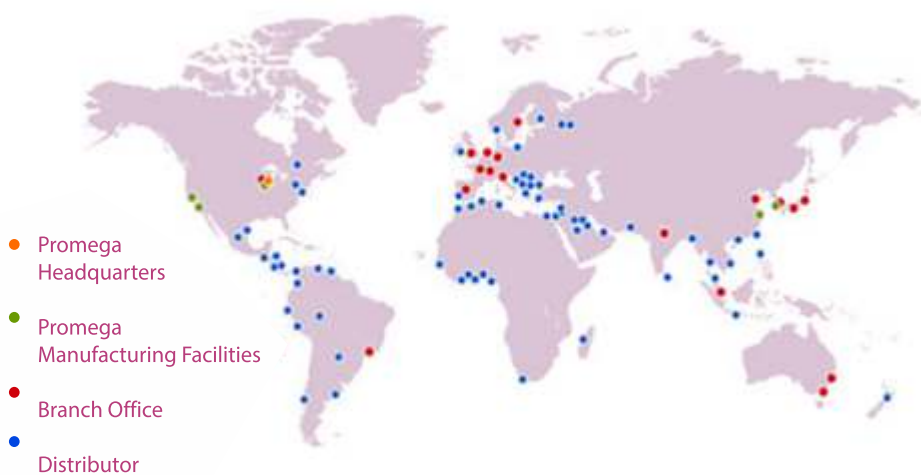 Promega
Headquarters
Promega
Manufacturing Facilities
Branch Office
Distributor